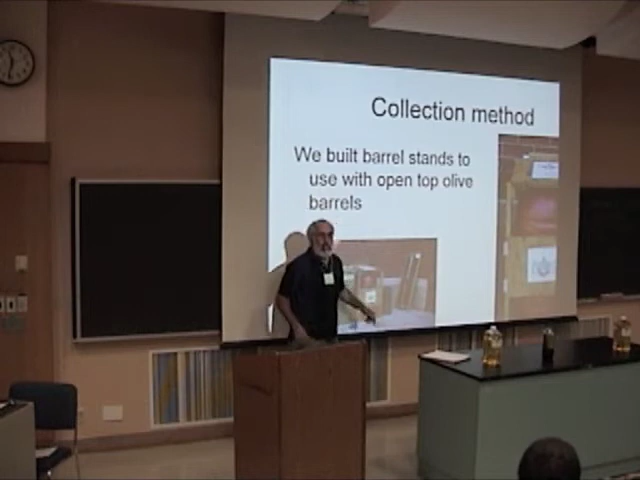 Collection method
We built barrel stands to
use with open top olive
barrels